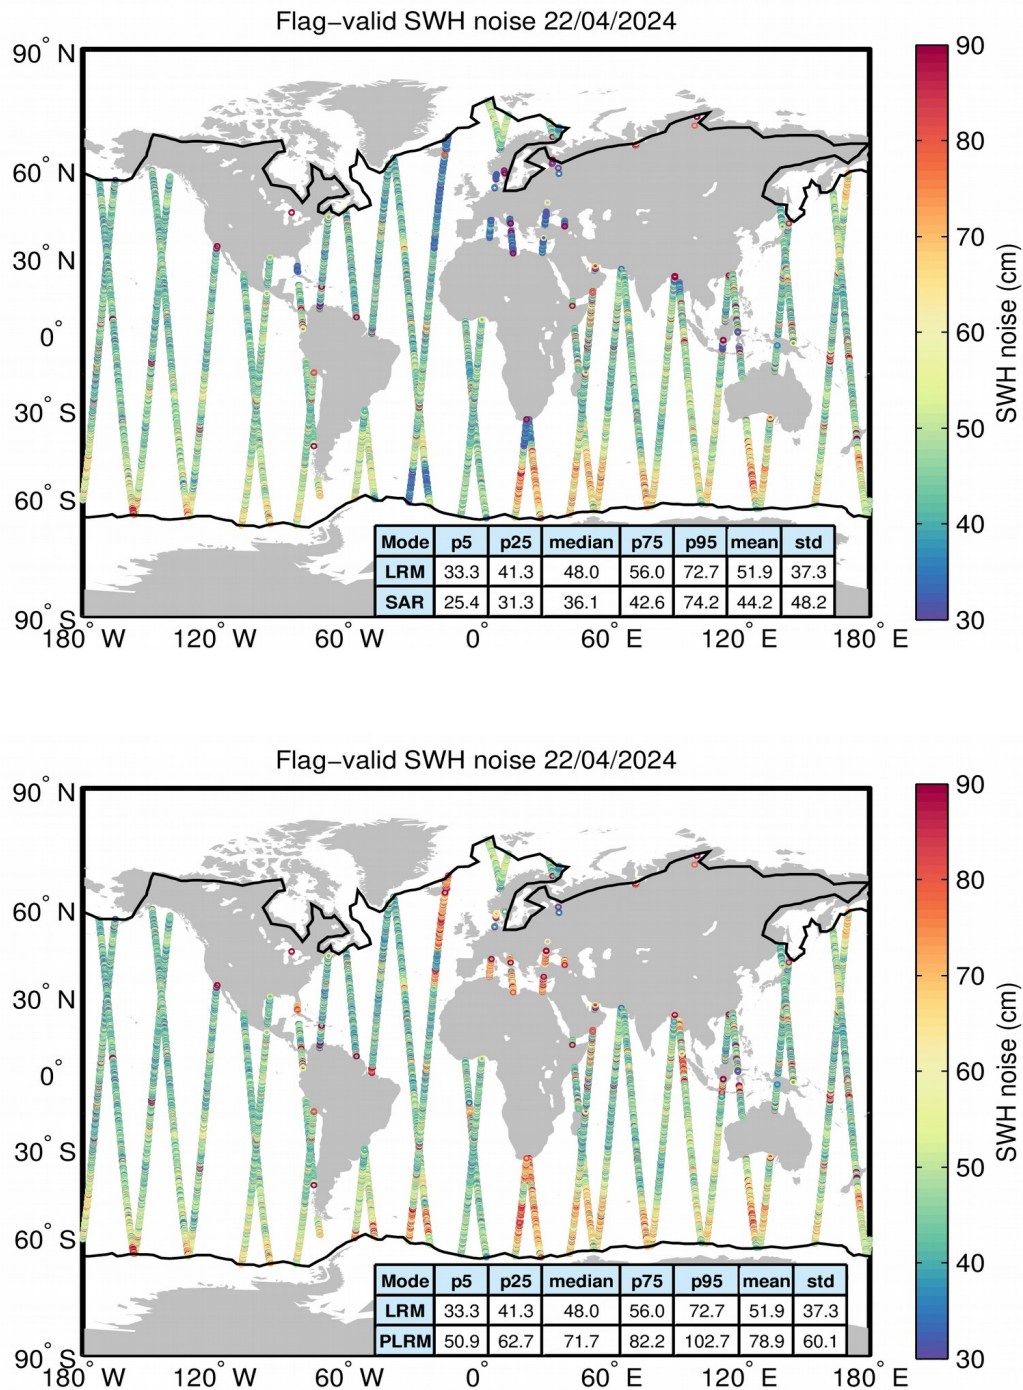 Flag−valid SWH noise 22/04/2024
90° N
60° N
30° N
0°
30° S
60° S
90° S
180° W 120° W 60° W 0° 60° E 120° E 180° E
Mode p5 p25 median p75 p95 mean std
LRM 33.3 41.3 48.0 56.0 72.7 51.9 37.3
SAR 25.4 31.3 36.1 42.6 74.2 44.2 48.2
90
80
70
60
50
40
30
SWH noise (cm)
Flag−valid SWH noise 22/04/2024
90° N
60° N
30° N
0°
30° S
60° S
90° S
180° W 120° W 60° W 0° 60° E 120° E 180° E
Mode p5 p25 median p75 p95 mean std
LRM 33.3 41.3 48.0 56.0 72.7 51.9 37.3
PLRM 50.9 62.7 71.7 82.2 102.7 78.9 60.1
90
80
70
60
50
40
30
SWH noise (cm)